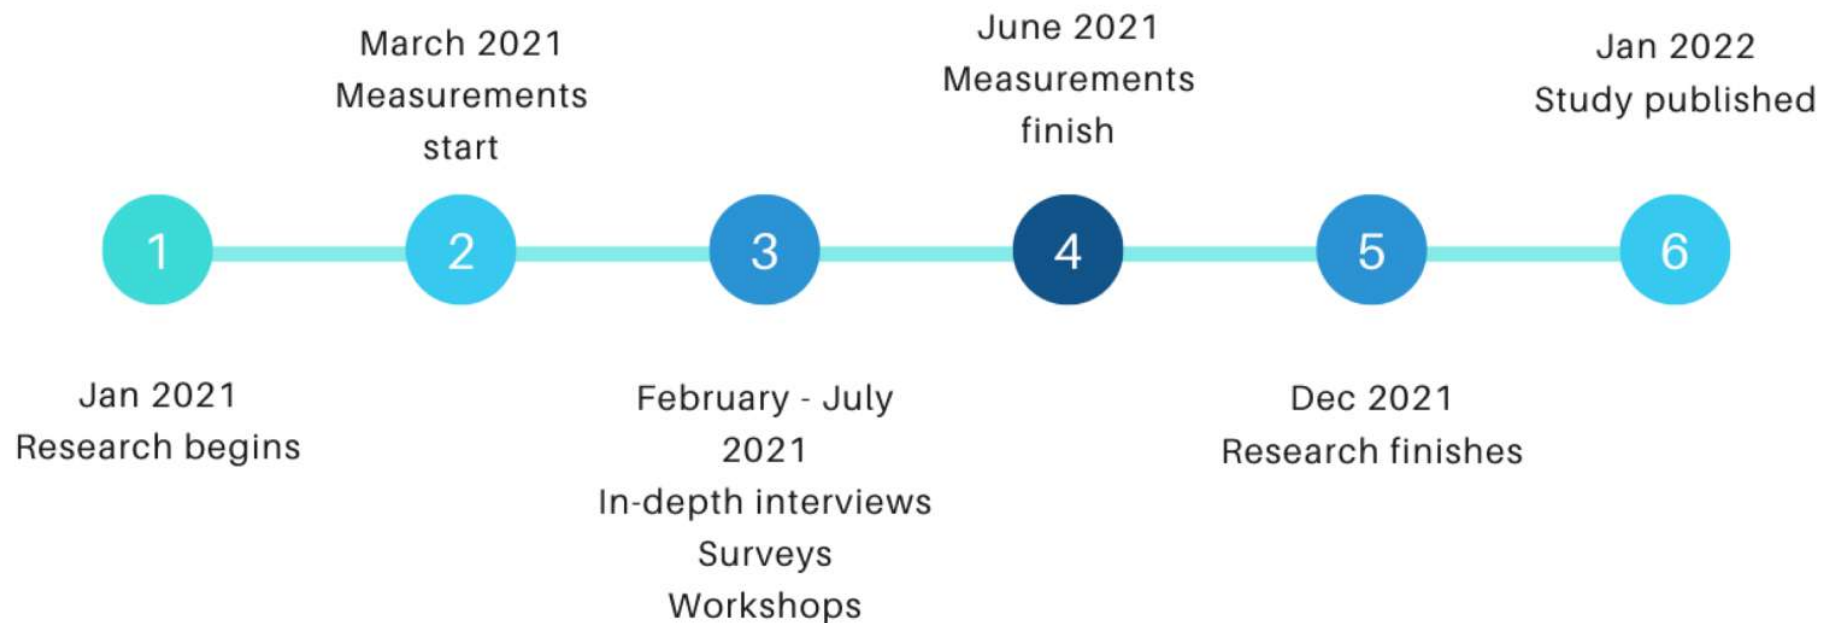 March 2021
Measurements
start
June 2021
Measurements
finish
Jan 2022
Study published
1
2
3
4
5
6
Jan 2021
Research begins
February - July
2021
In-depth interviews
Surveys
Workshops
Dec 2021
Research finishes